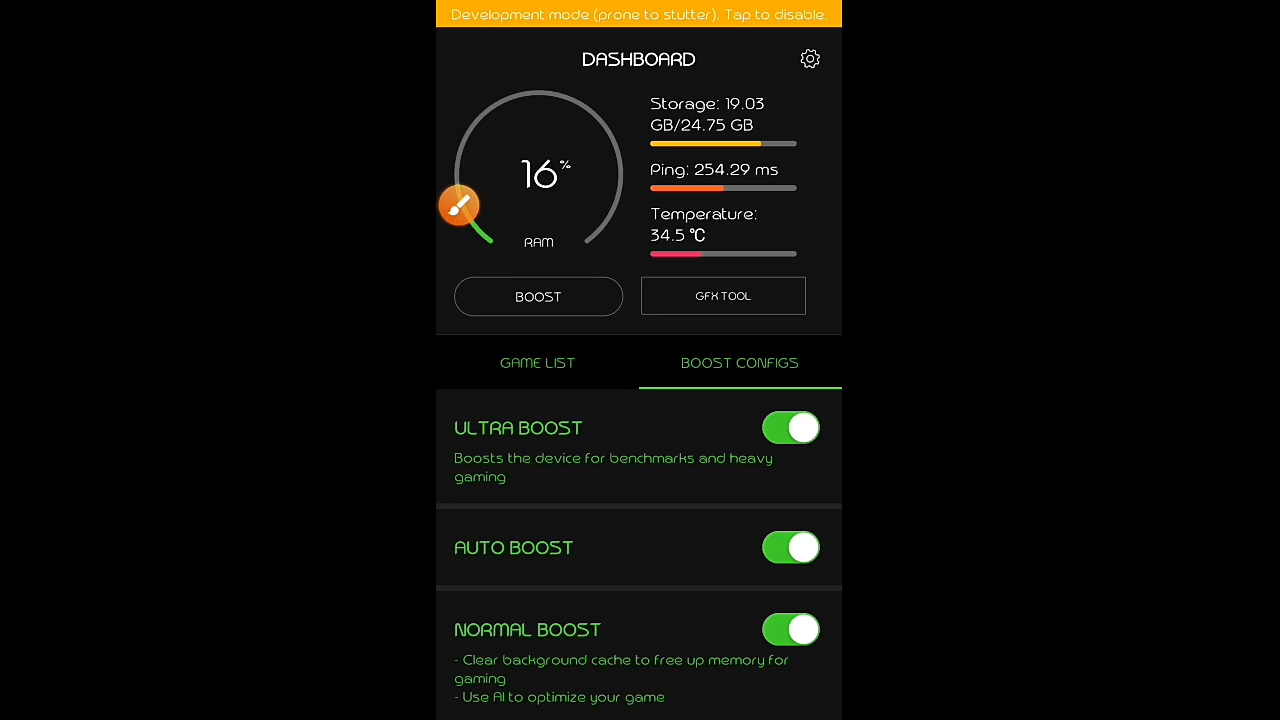 Development mode (prone to stutter). Tap to disable.
DASHBOARD
16%
RAM
Storage: 19.03
GB/24.75 GB
Ping: 254.29 ms
Temperature:
34.5 ℃
BOOST
GFX TOOL
GAME LIST
BOOST CONFIGS
ULTRA BOOST
Boosts the device for benchmarks and heavy
gaming
AUTO BOOST
NORMAL BOOST
- Clear background cache to free up memory for
gaming
- Use AI to optimize your game